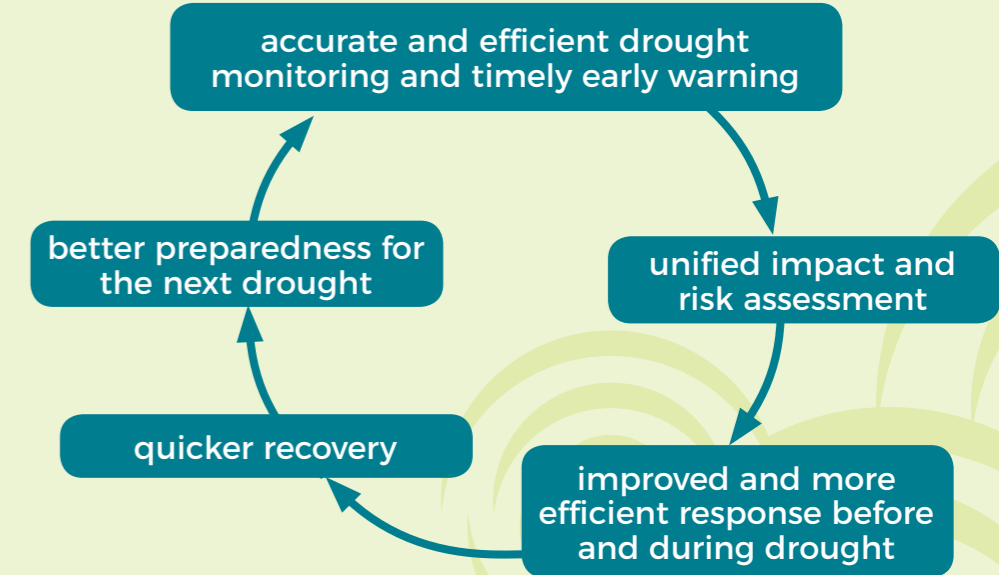 accurate and efficient drought
monitoring and timely early warning
unified impact and
risk assessment
improved and more
efficient response before
and during drought
quicker recovery
better preparedness for
the next drought